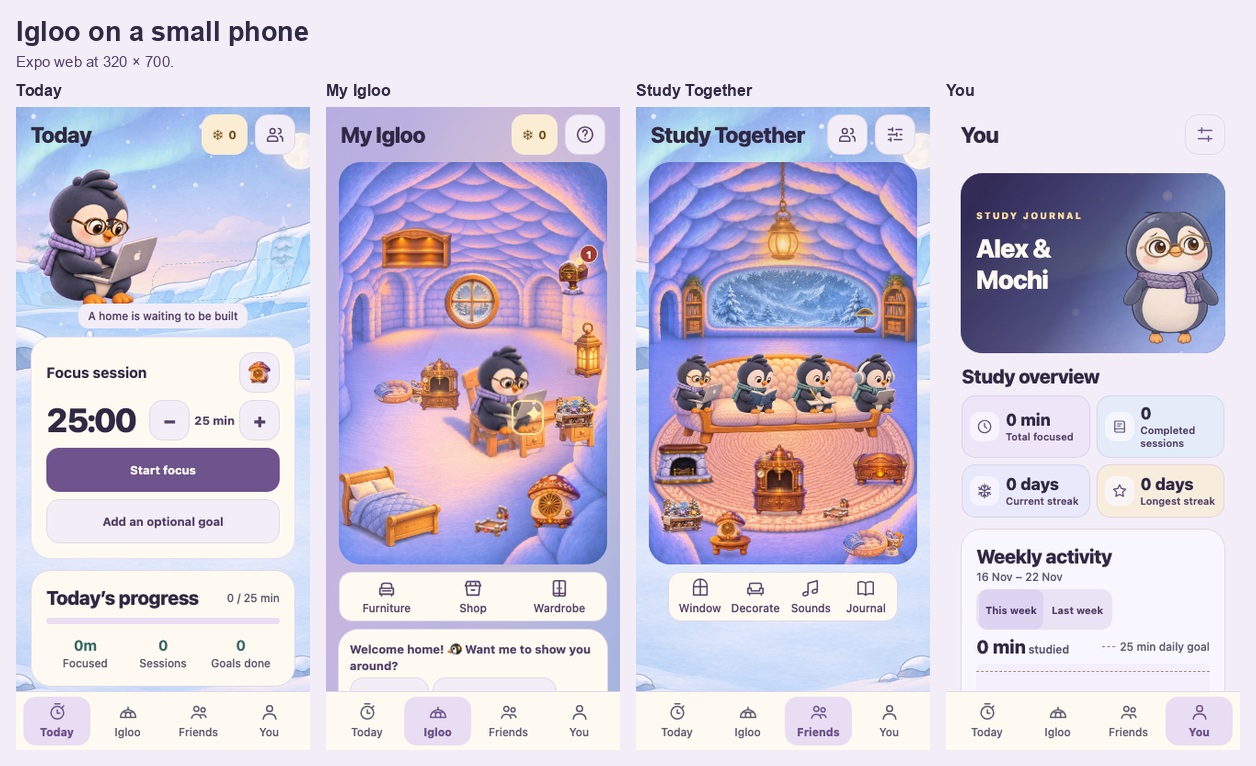 Igloo on a small phone
Expo web at 320 × 700.
Today
Today
0
A home is waiting to be built
Focus session
25:00
−
25 min
+
Start focus
Add an optional goal
Today's progress
0 / 25 min
0m
0
0
Focused
Sessions
Goals done
Today
Igloo
Friends
You
My Igloo
My Igloo
0
1
Furniture
Shop
Wardrobe
Welcome home! 🐧 Want me to show you
around?
Today
Igloo
Friends
You
Study Together
Study Together
Window
Decorate
Sounds
Journal
Today
Igloo
Friends
You
You
You
STUDY JOURNAL
Alex &
Mochi
Study overview
0 min
Total focused
0
Completed
sessions
0 days
Current streak
0 days
Longest streak
Weekly activity
16 Nov – 22 Nov
This week
Last week
0 min studied
25 min daily goal
Today
Igloo
Friends
You